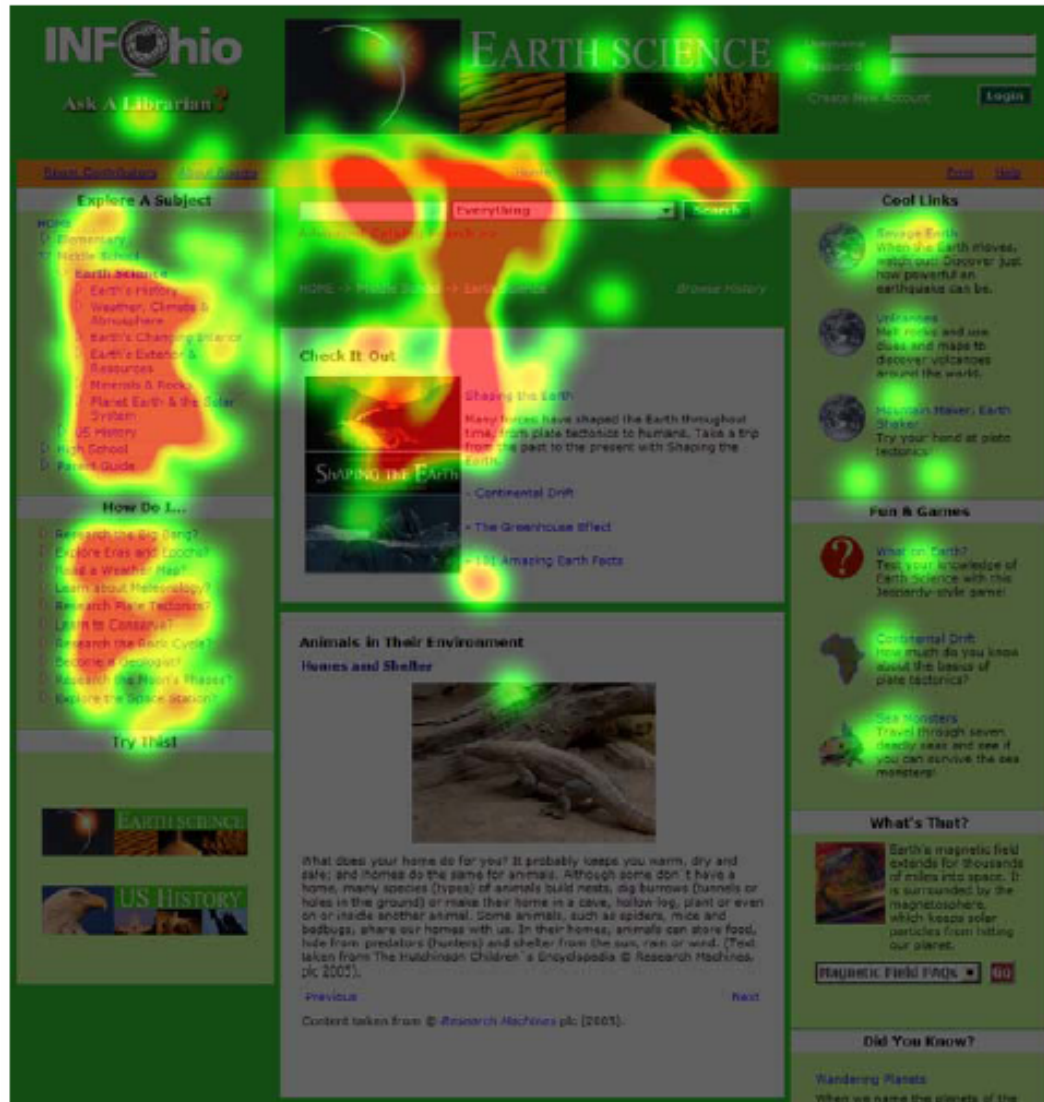 INFOhio
Ask A Librarian?
EARTH SCIENCE
Username
Password
Create New Account
Login
About
Home
Print Help
Explore A Subject
HOME
Elementary
Middle School
Earth Science
Earth's History
Weather, Climate &
Atmosphere
Earth's Changing Interior
Earth's Exterior &
Resources
Minerals & Rocks
Planet Earth & the Solar
System
US History
High School
Parent Guide
How Do I...
Research the Big Bang?
Explore Eras and Epochs?
Read a Weather Map?
Learn about Meteorology?
Research Plate Tectonics?
Learn to Conserve?
Research the Rock Cycle?
Become a Geologist?
Research the Moon's Phases?
Explore the Space Station?
Try This!
EARTH SCIENCE
US HISTORY
Everything
Search
HOME -> Middle School -> Earth Science
Browse History
Check It Out
SHAPING THE EARTH
Shaping the Earth
Many forces have shaped the Earth throughout
time, from plate tectonics to humans. Take a trip
from the past to the present with Shaping the
Earth.
- Continental Drift
- The Greenhouse Effect
- 101 Amazing Earth Facts
Animals in Their Environment
Homes and Shelter
What does your home do for you? It probably keeps you warm, dry and
safe; and homes do the same for animals. Although some don`t have a
home, many species (types) of animals build nests, dig burrows (tunnels or
holes in the ground) or make their home in a cave, hollow log, plant or even
on or inside another animal. Some animals, such as spiders, mice and
bedbugs, share our homes with us. In their homes, animals can store food,
hide from predators (hunters) and shelter from the sun, rain or wind. (Text
taken from The Hutchinson Children`s Encyclopedia © Research Machines
plc 2005).
Previous
Next
Content taken from © Research Machines plc (2005).
Cool Links
Savage Earth
When the Earth moves,
watch out! Discover just
how powerful an
earthquake can be.
Volcanoes
Melt rocks and use
clues and maps to
discover volcanoes
around the world.
Mountain Maker, Earth
Shaker
Try your hand at plate
tectonics!
Fun & Games
What on Earth?
Test your knowledge of
Earth Science with this
Jeopardy-style game!
Continental Drift
How much do you know
about the basics of
plate tectonics?
Sea Monsters
Travel through seven
deadly seas and see if
you can survive the sea
monsters!
What's That?
Earth's magnetic field
extends for thousands
of miles into space. It
is surrounded by the
magnetosphere,
which keeps solar
particles from hitting
our planet.
Magnetic Field FAQs
GO
Did You Know?
Wandering Planets
When we name the planets of the